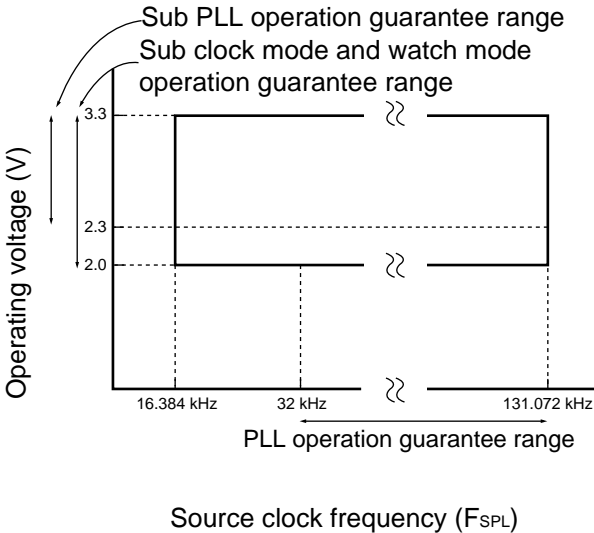 Sub PLL operation guarantee range
Sub clock mode and watch mode
operation guarantee range
Operating voltage (V)
3.3
2.3
2.0
16.384 kHz
32 kHz
131.072 kHz
PLL operation guarantee range
Source clock frequency (FSPL)